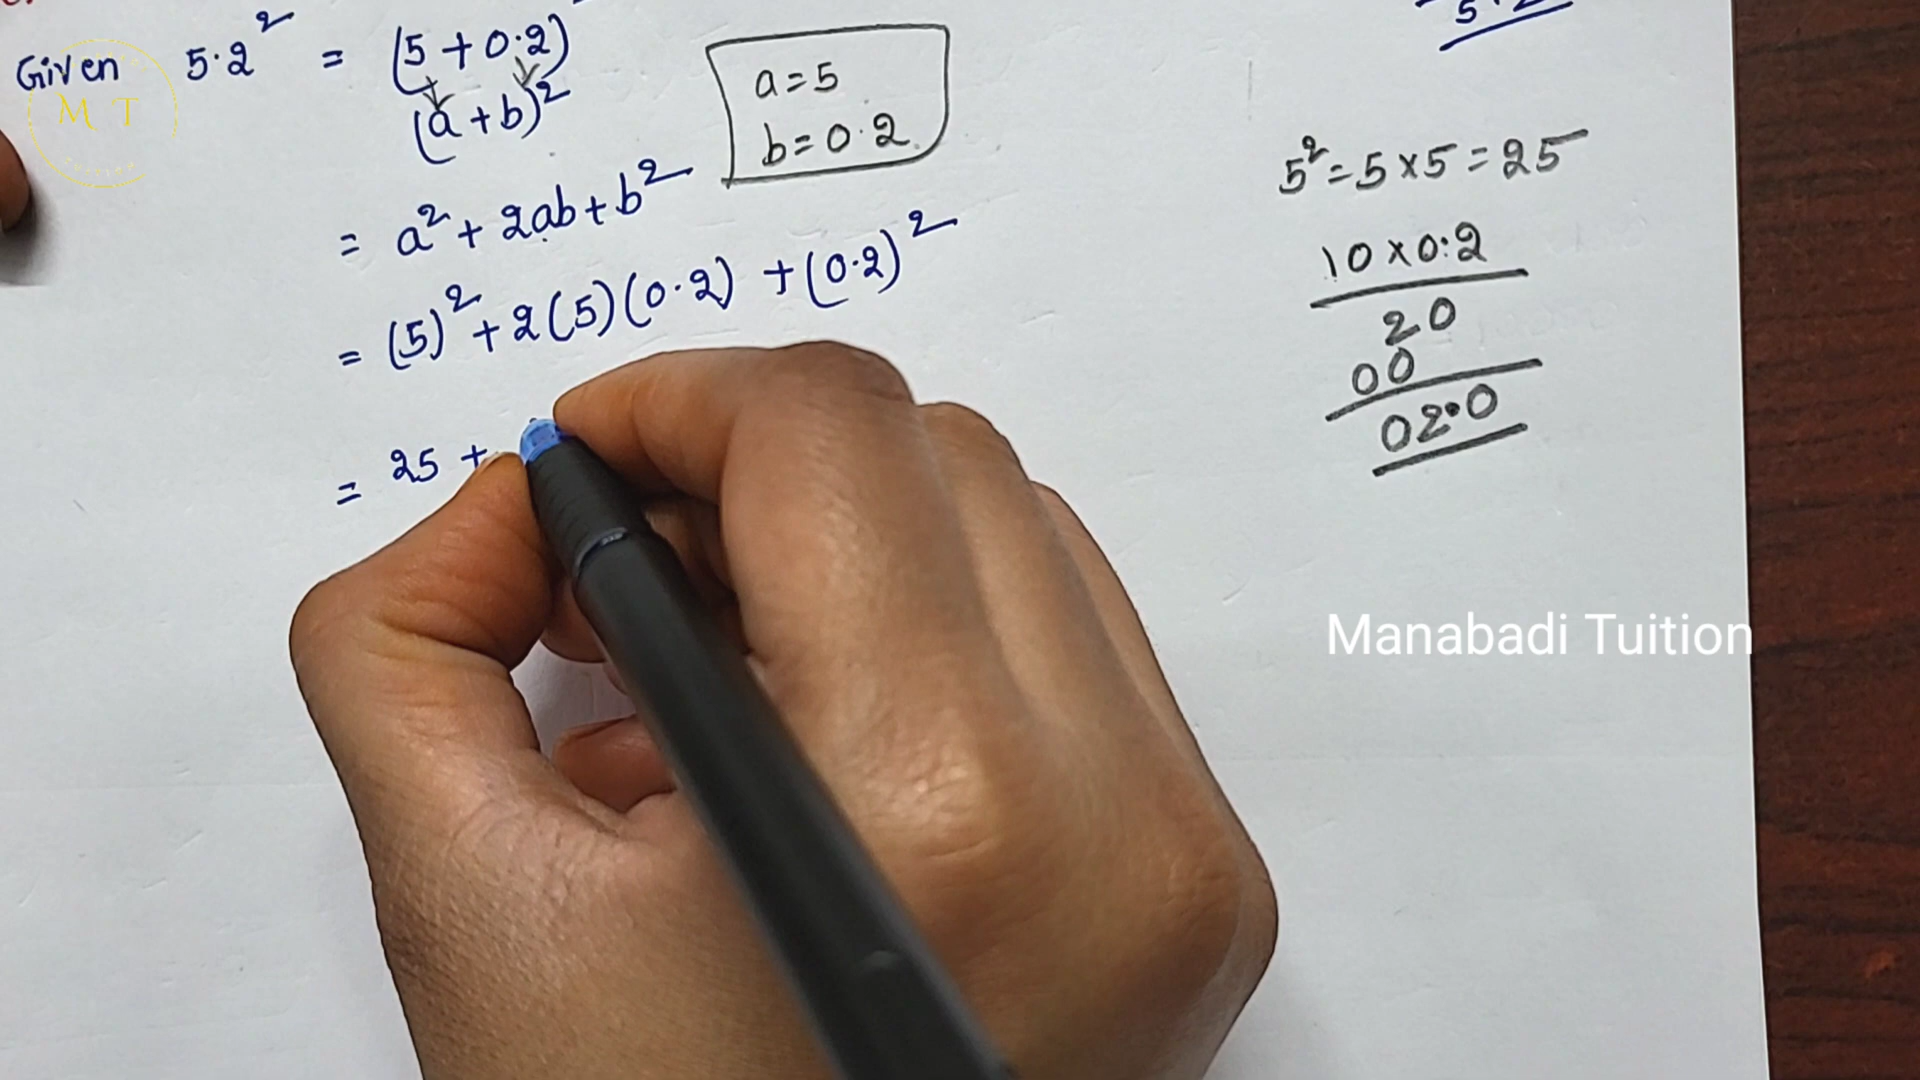 Given 5.2² = (5 + 0.2)
(a + b)²
a = 5
b = 0.2
= a² + 2ab + b²
= (5)² + 2(5)(0.2) + (0.2)²
= 25 +
5² = 5 × 5 = 25
10 × 0.2
20
00
02.0
M T
TUITION
Manabadi Tuition